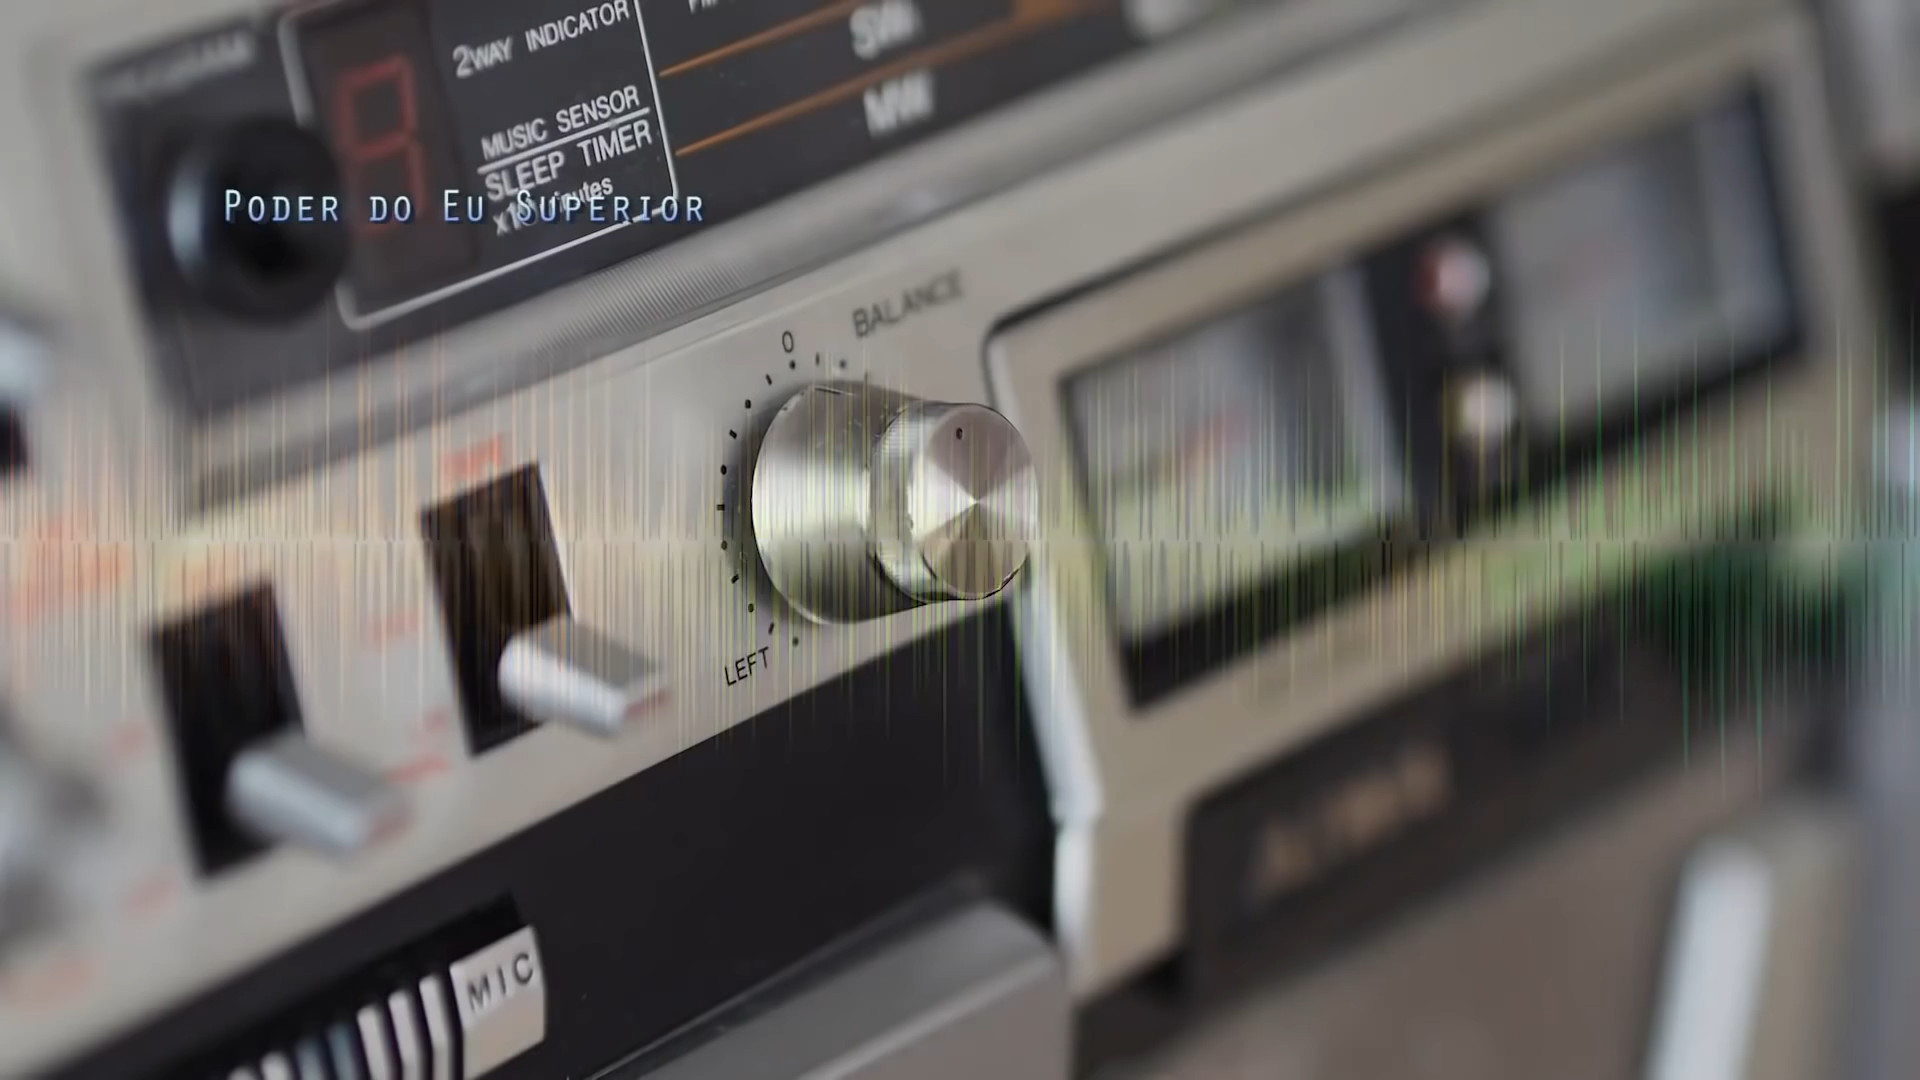 2WAY INDICATOR
SW
MW
MUSIC SENSOR
SLEEP TIMER
Poder do Eu Superior
BALANCE
0
LEFT
MIC